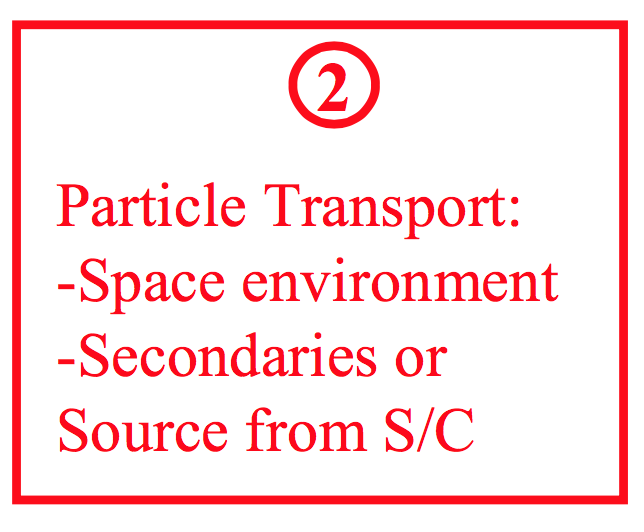 2
Particle Transport:
-Space environment
-Secondaries or
Source from S/C